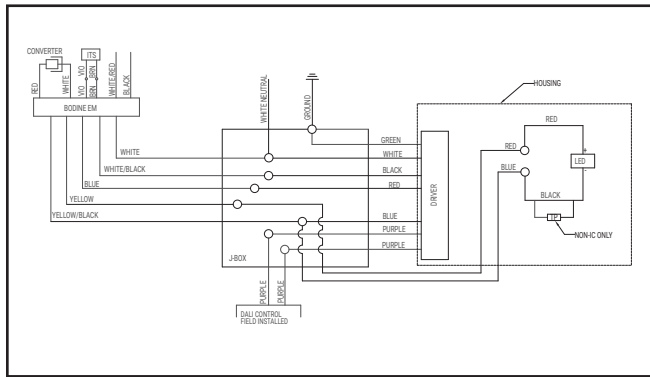 CONVERTER
ITS
RED
WHITE
VIO
BRN
VIO
BRN
WHITE/RED
BLACK
BODINE EM
WHITE NEUTRAL
GROUND
HOUSING
WHITE
WHITE/BLACK
BLUE
YELLOW
YELLOW/BLACK
GREEN
WHITE
BLACK
RED
BLUE
PURPLE
PURPLE
DRIVER
J-BOX
PURPLE
PURPLE
DALI CONTROL
FIELD INSTALLED
RED
BLUE
RED
+
LED
-
BLACK
TP
NON-IC ONLY